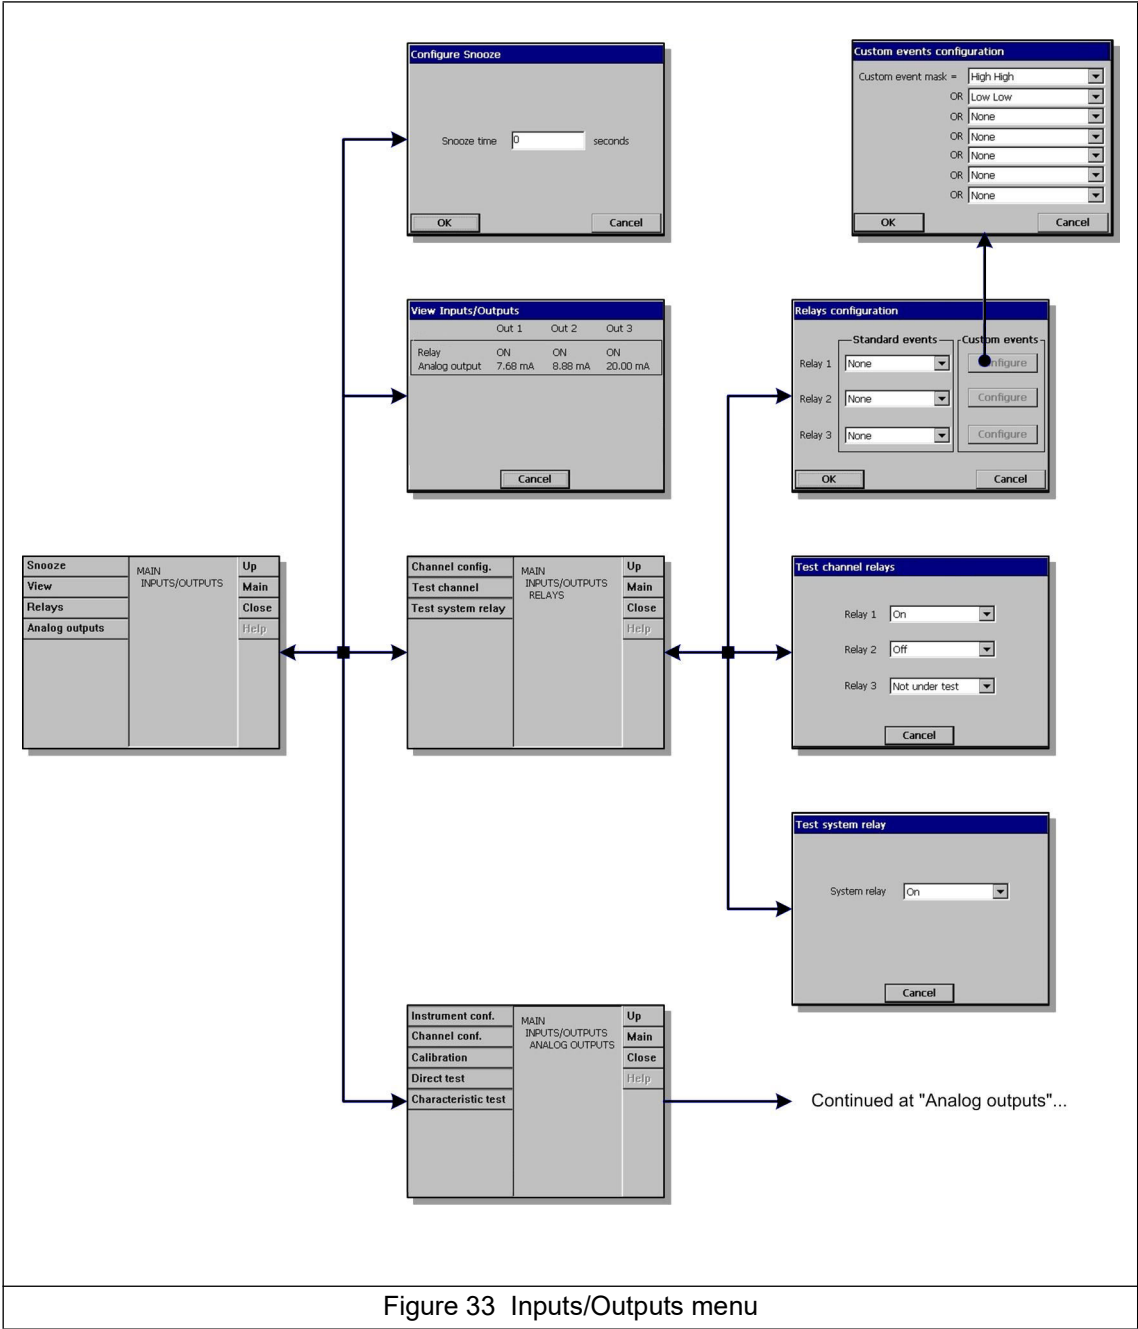 Configure Snooze
Snooze time 0 seconds
OK Cancel
Custom events configuration
Custom event mask = High High
OR Low Low
OR None
OR None
OR None
OR None
OR None
OK Cancel
View Inputs/Outputs
Out 1 Out 2 Out 3
Relay ON ON ON
Analog output 7.68 mA 8.88 mA 20.00 mA
Cancel
Relays configuration
Standard events Custom events
Relay 1 None Configure
Relay 2 None Configure
Relay 3 None Configure
OK Cancel
Snooze
View
Relays
Analog outputs
MAIN
INPUTS/OUTPUTS
Up
Main
Close
Help
Channel config.
Test channel
Test system relay
MAIN
INPUTS/OUTPUTS
RELAYS
Up
Main
Close
Help
Test channel relays
Relay 1 On
Relay 2 Off
Relay 3 Not under test
Cancel
Test system relay
System relay On
Cancel
Instrument conf.
Channel conf.
Calibration
Direct test
Characteristic test
MAIN
INPUTS/OUTPUTS
ANALOG OUTPUTS
Up
Main
Close
Help
Continued at "Analog outputs"...
Figure 33 Inputs/Outputs menu